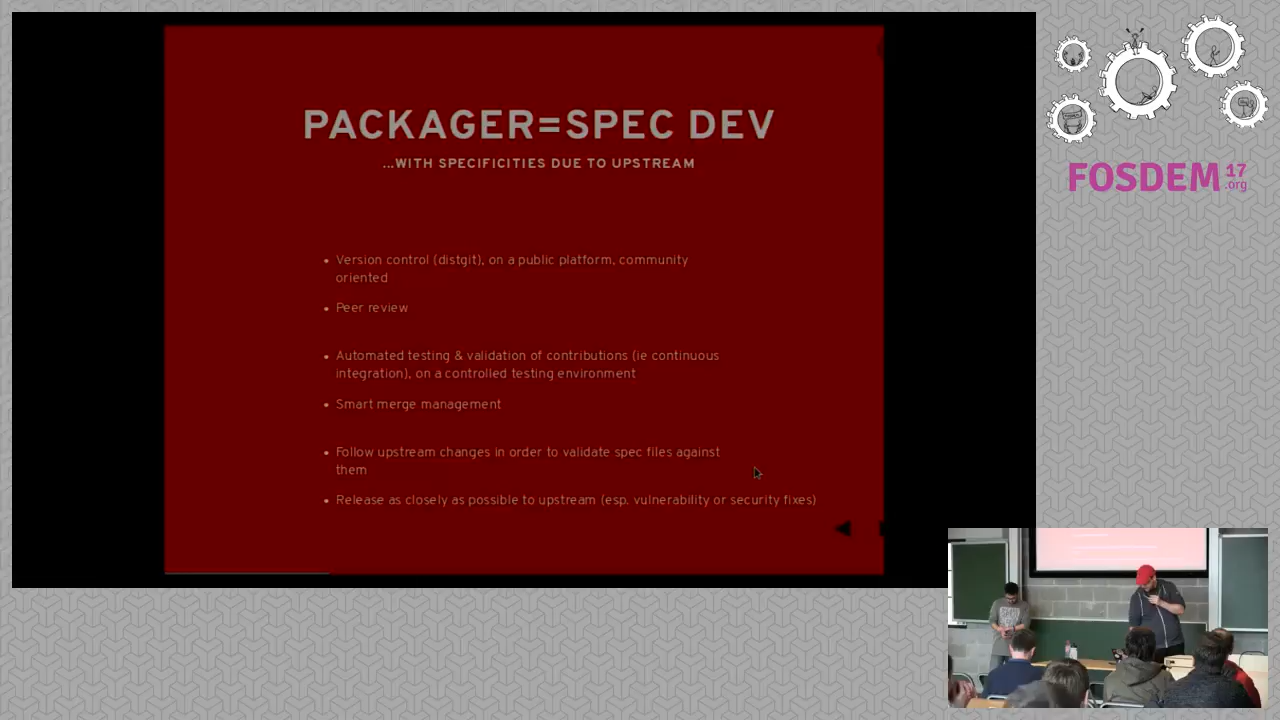 PACKAGER=SPEC DEV
...WITH SPECIFICITIES DUE TO UPSTREAM
• Version control (distgit), on a public platform, community
oriented
• Peer review
• Automated testing & validation of contributions (ie continuous
integration), on a controlled testing environment
• Smart merge management
• Follow upstream changes in order to validate spec files against
them
• Release as closely as possible to upstream (esp. vulnerability or security fixes)
FOSDEM 17
.org